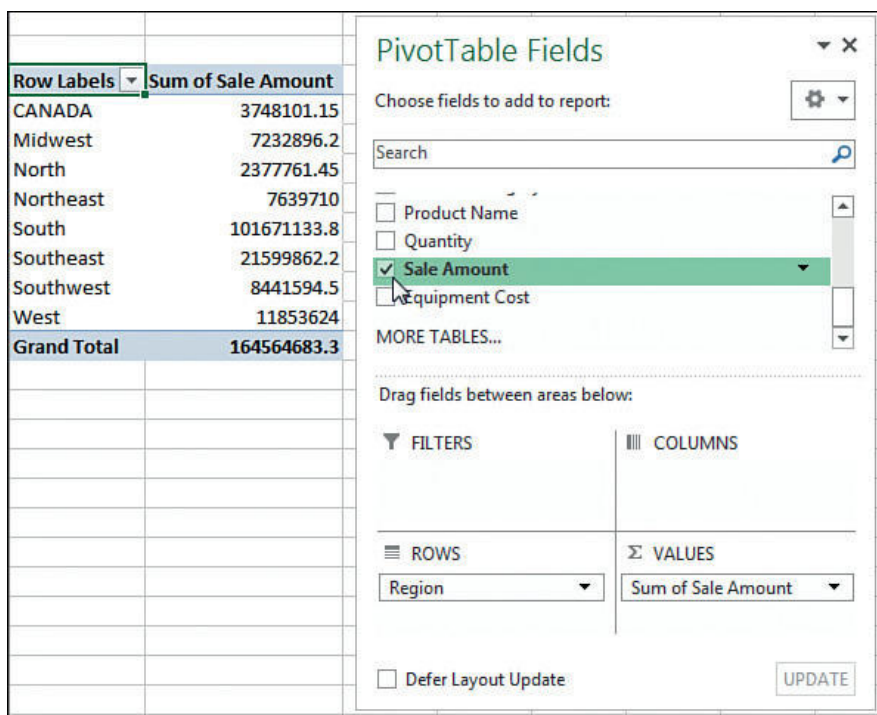 Row Labels Sum of Sale Amount
CANADA 3748101.15
Midwest 7232896.2
North 2377761.45
Northeast 7639710
South 101671133.8
Southeast 21599862.2
Southwest 8441594.5
West 11853624
Grand Total 164564683.3
PivotTable Fields
Choose fields to add to report:
Search
Product Name
Quantity
Sale Amount
Equipment Cost
MORE TABLES...
Drag fields between areas below:
FILTERS
COLUMNS
ROWS
Σ VALUES
Region
Sum of Sale Amount
Defer Layout Update
UPDATE